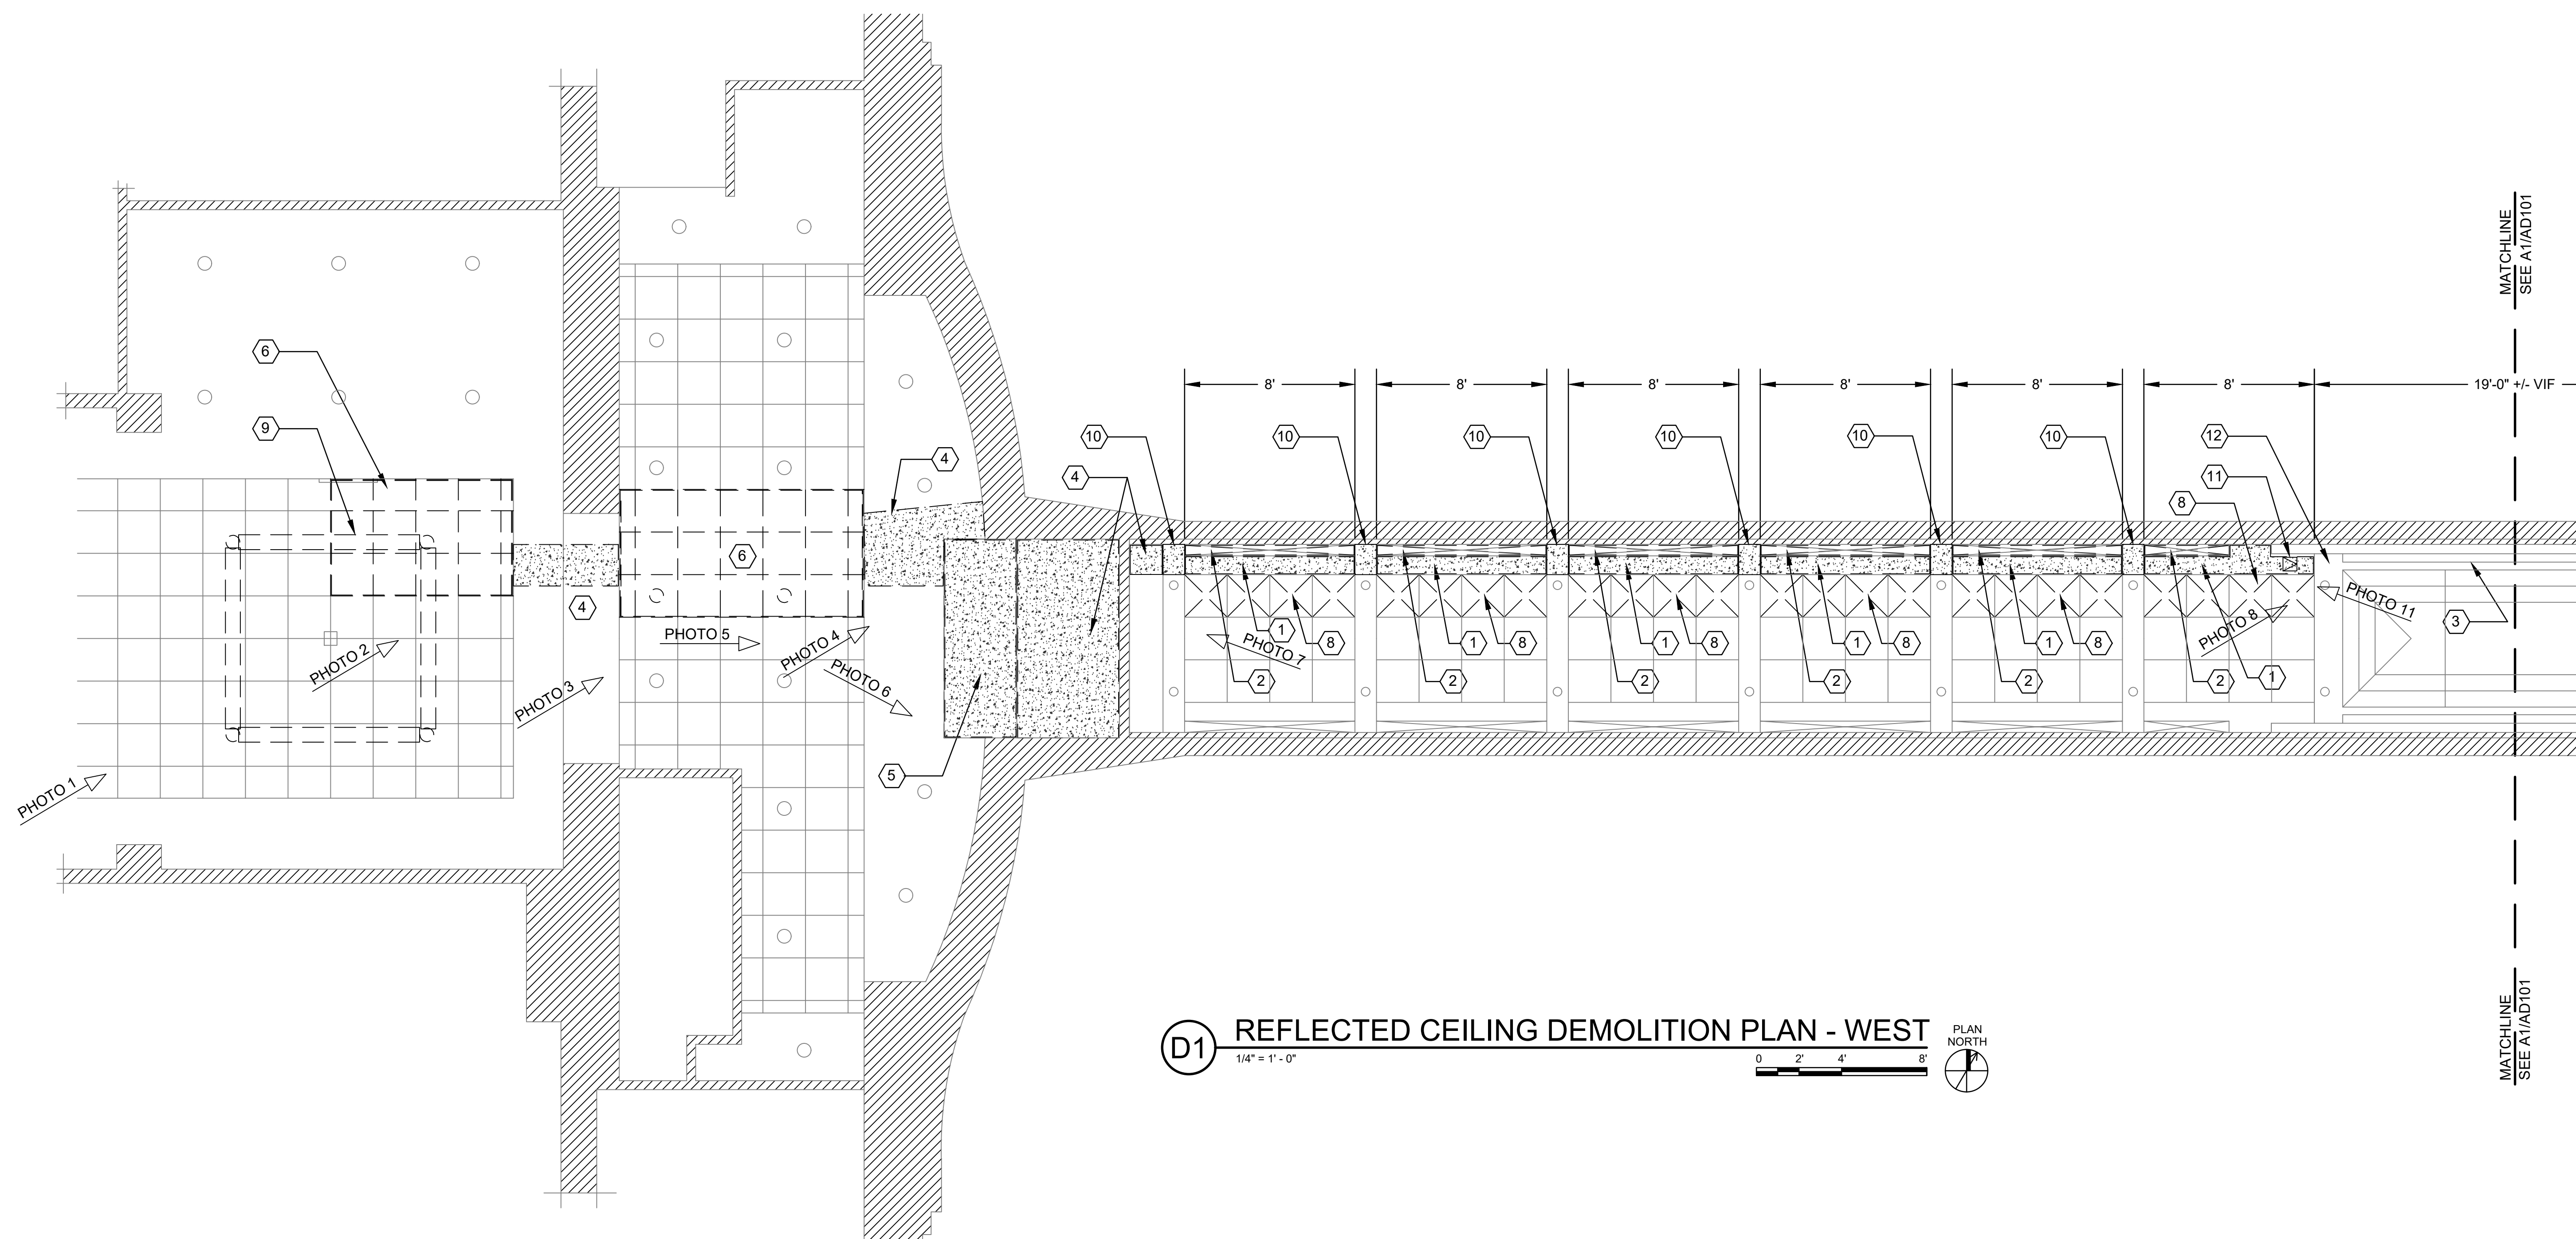 MATCHLINE
SEE A1/AD101
6
9
8'
8'
8'
8'
8'
8'
19'-0" +/- VIF
10
10
10
10
10
10
12
4
4
11
8
6
4
PHOTO 11
3
PHOTO 5
PHOTO 4
PHOTO 2
PHOTO 3
PHOTO 6
PHOTO 1
5
1
8
PHOTO 7
2
1
8
2
1
8
2
1
8
2
1
8
2
PHOTO 8
2
1
D1
REFLECTED CEILING DEMOLITION PLAN - WEST
1/4" = 1' - 0"
0 2' 4' 8'
PLAN
NORTH
MATCHLINE
SEE A1/AD101